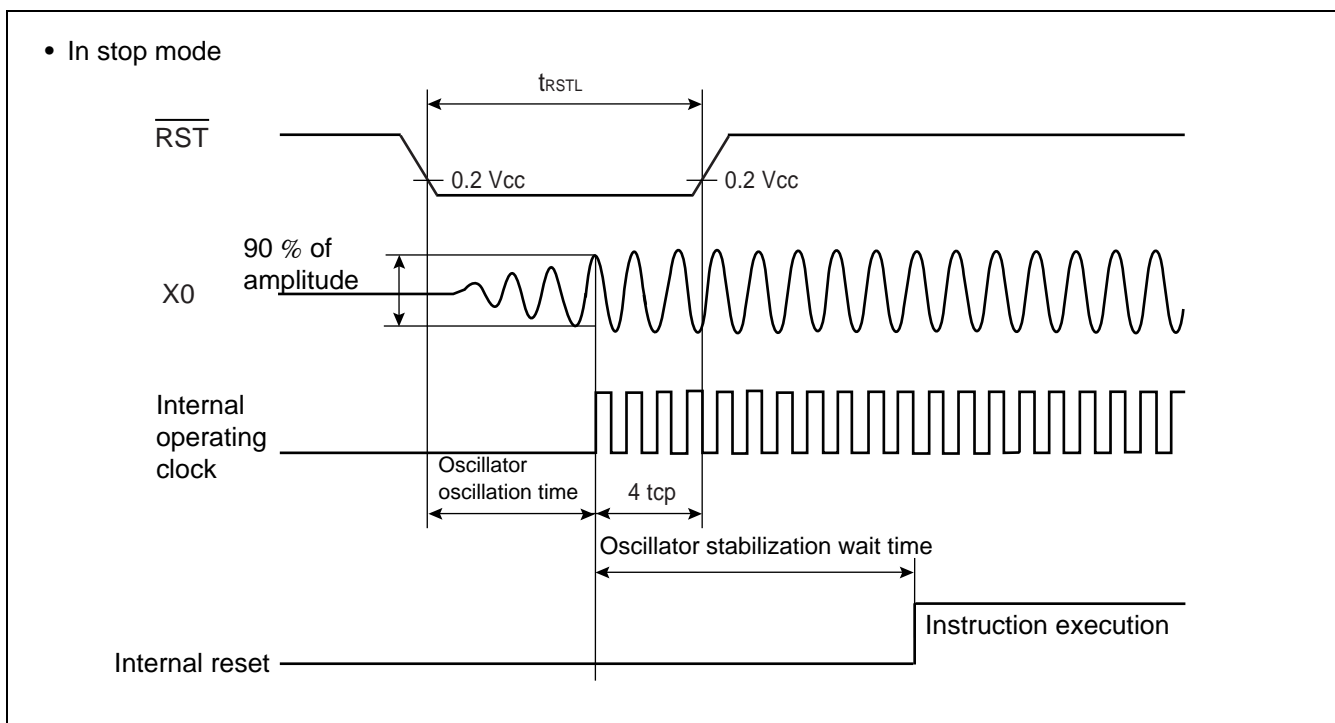 • In stop mode
tRSTL
RST
0.2 Vcc
0.2 Vcc
90 % of
amplitude
X0
Internal
operating
clock
Oscillator
oscillation time
4 tcp
Oscillator stabilization wait time
Instruction execution
Internal reset